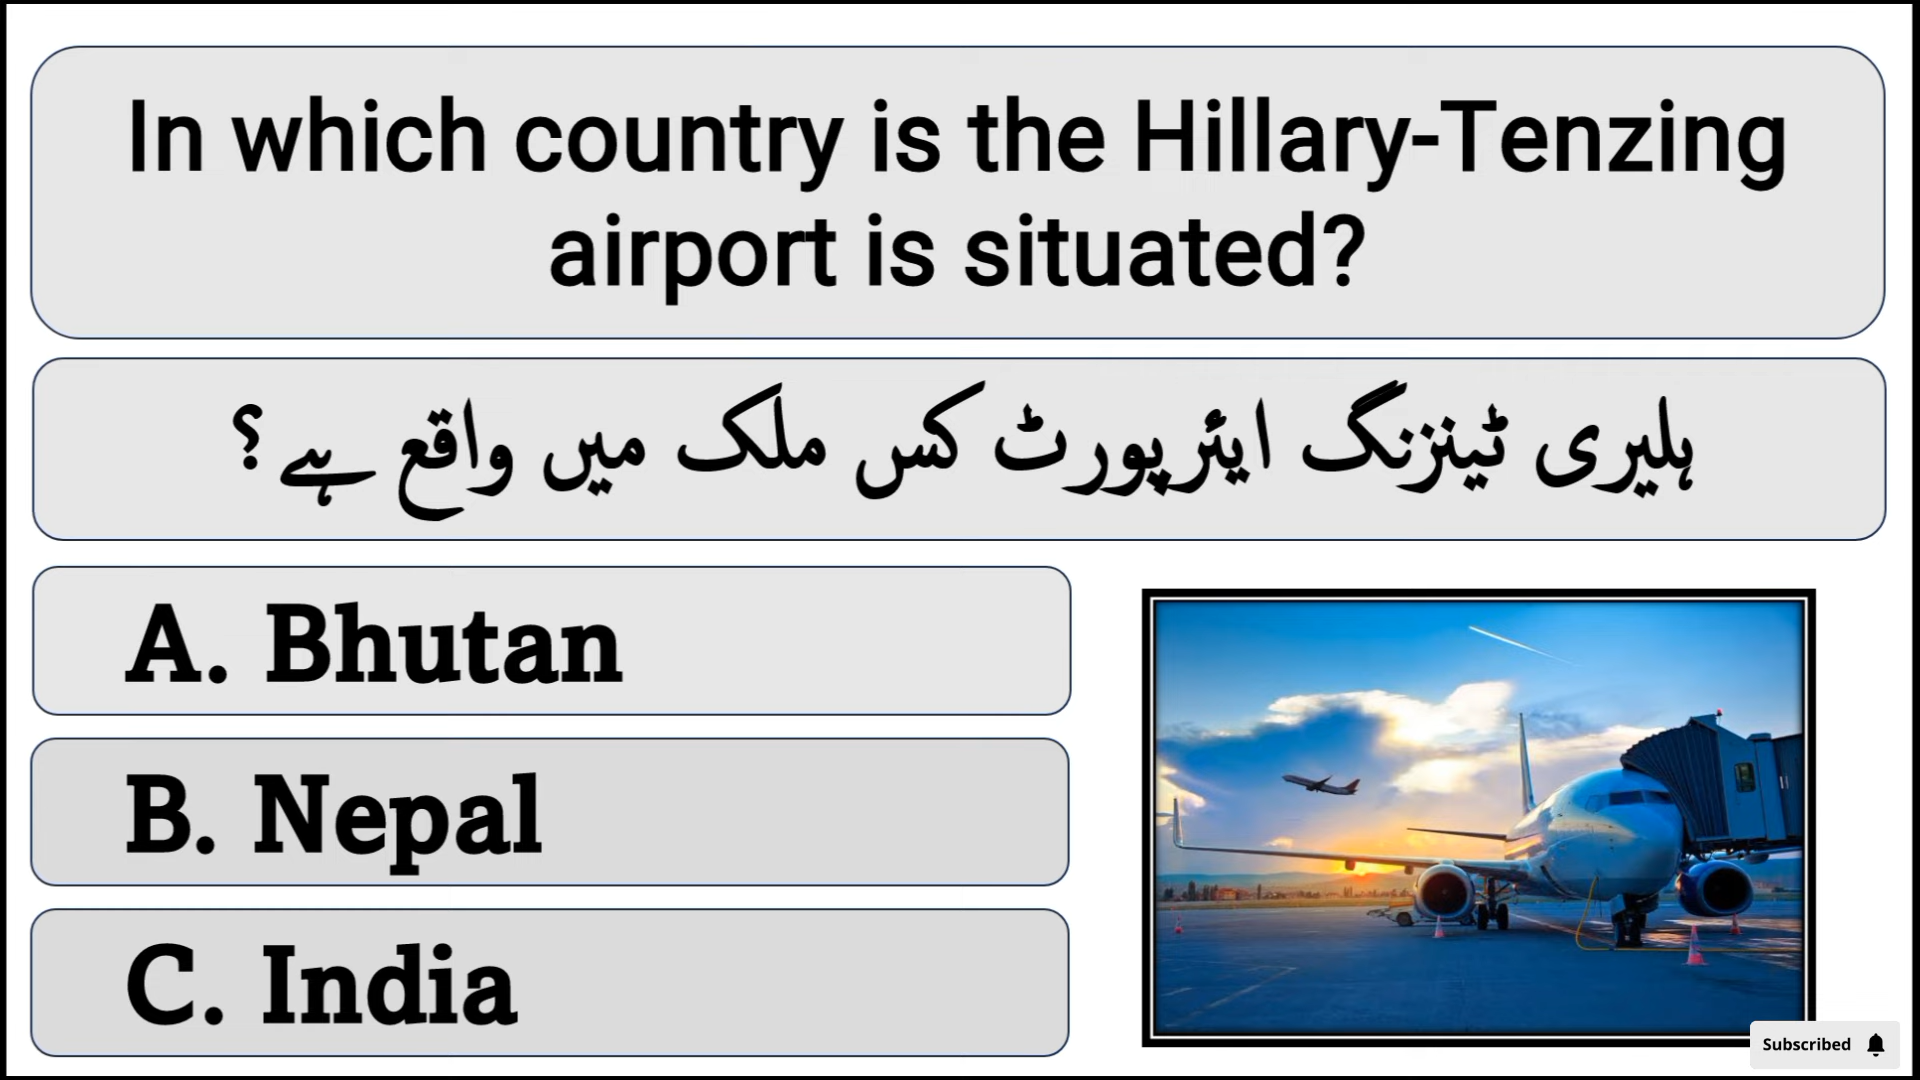 In which country is the Hillary-Tenzing
airport is situated?
ہلیری ٹینزنگ ایئرپورٹ کس ملک میں واقع ہے؟
A. Bhutan
B. Nepal
C. India
Subscribed